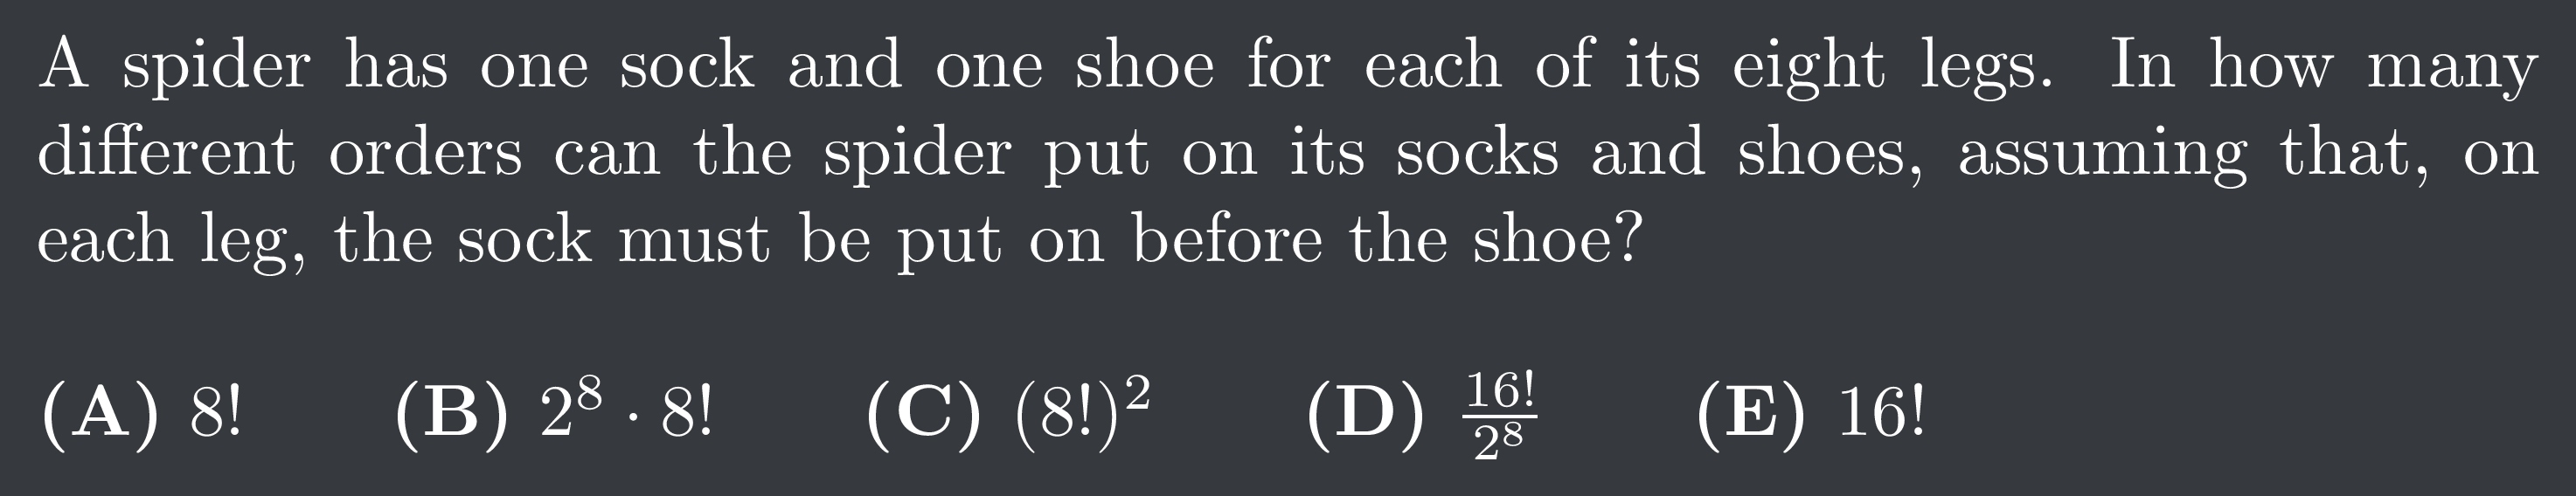 A spider has one sock and one shoe for each of its eight legs. In how many
different orders can the spider put on its socks and shoes, assuming that, on
each leg, the sock must be put on before the shoe?
(A) 8! (B) 2^8 · 8! (C) (8!)^2 (D) \frac{16!}{2^8} (E) 16!